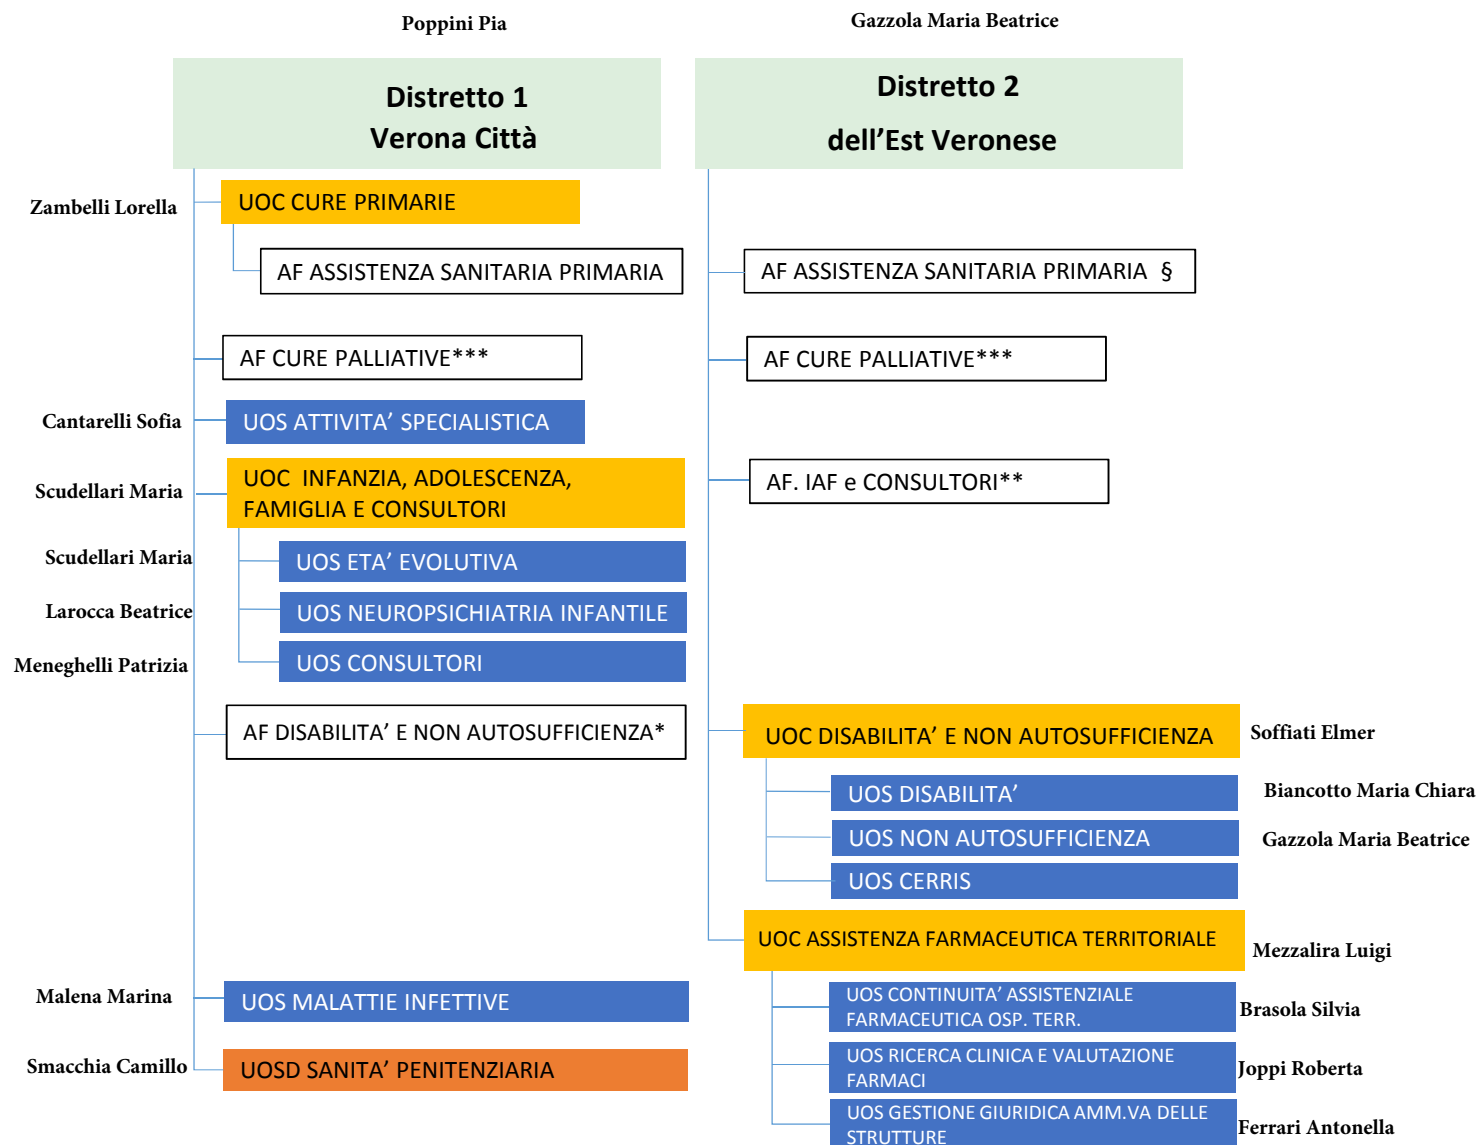 Poppini Pia
Distretto 1
Verona Città
Zambelli Lorella
UOC CURE PRIMARIE
AF ASSISTENZA SANITARIA PRIMARIA
AF CURE PALLIATIVE***
Cantarelli Sofia
UOS ATTIVITA’ SPECIALISTICA
Scudellari Maria
UOC INFANZIA, ADOLESCENZA,
FAMIGLIA E CONSULTORI
Scudellari Maria
UOS ETA’ EVOLUTIVA
Larocca Beatrice
UOS NEUROPSICHIATRIA INFANTILE
Meneghelli Patrizia
UOS CONSULTORI
AF DISABILITA’ E NON AUTOSUFFICIENZA*
Malena Marina
UOS MALATTIE INFETTIVE
Smacchia Camillo
UOSD SANITA’ PENITENZIARIA
Gazzola Maria Beatrice
Distretto 2
dell’Est Veronese
AF ASSISTENZA SANITARIA PRIMARIA §
AF CURE PALLIATIVE***
AF. IAF e CONSULTORI**
UOC DISABILITA’ E NON AUTOSUFFICIENZA
Soffiati Elmer
UOS DISABILITA’
Biancotto Maria Chiara
UOS NON AUTOSUFFICIENZA
Gazzola Maria Beatrice
UOS CERRIS
UOC ASSISTENZA FARMACEUTICA TERRITORIALE
Mezzalira Luigi
UOS CONTINUITA’ ASSISTENZIALE
FARMACEUTICA OSP. TERR.
Brasola Silvia
UOS RICERCA CLINICA E VALUTAZIONE
FARMACI
Joppi Roberta
UOS GESTIONE GIURIDICA AMM.VA DELLE
STRUTTURE
Ferrari Antonella